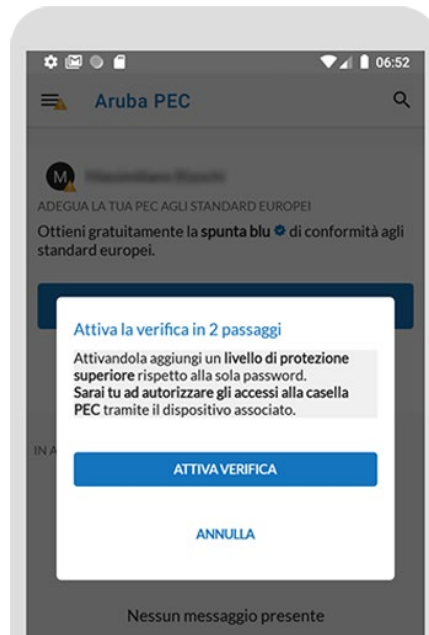 06:52
Aruba PEC
M
ADEGUA LA TUA PEC AGLI STANDARD EUROPEI
Ottieni gratuitamente la spunta blu di conformità agli
standard europei.
Attiva la verifica in 2 passaggi
Attivandola aggiungi un livello di protezione
superiore rispetto alla sola password.
Sarai tu ad autorizzare gli accessi alla casella
PEC tramite il dispositivo associato.
IN A
ATTIVA VERIFICA
ANNULLA
Nessun messaggio presente